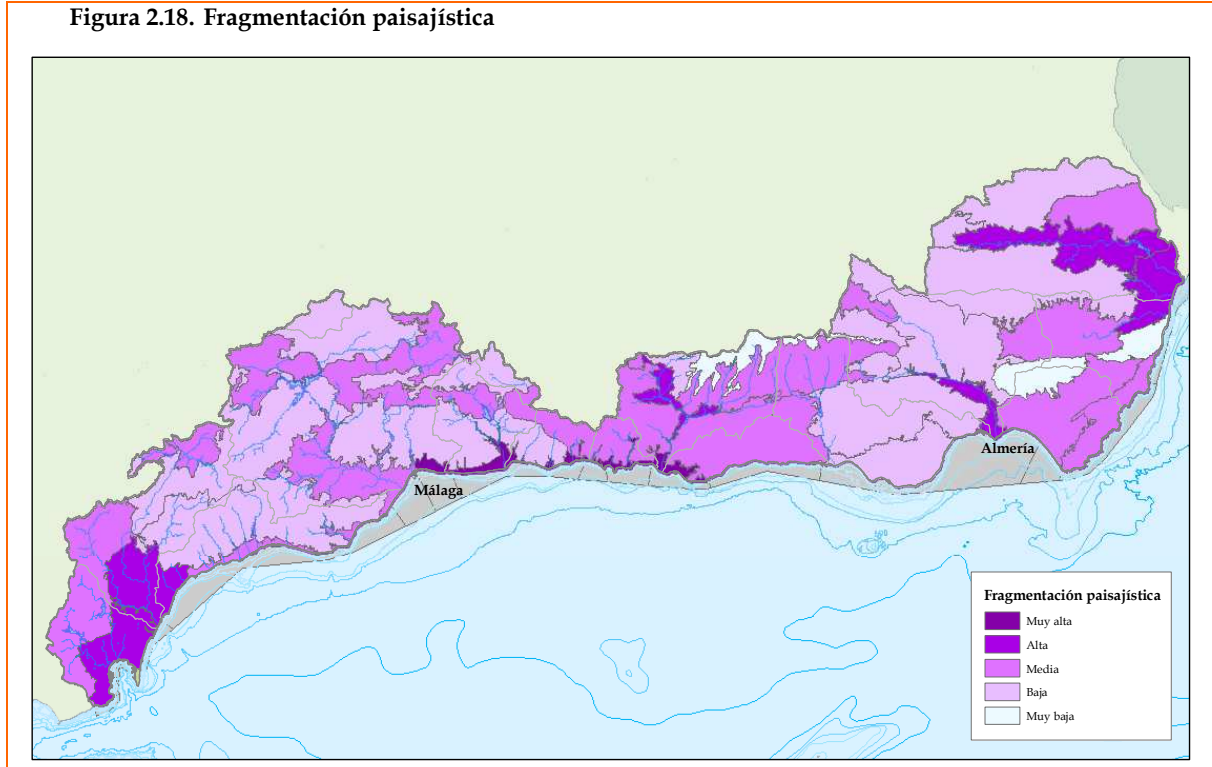 Figura 2.18. Fragmentación paisajística
Almería
Málaga
Fragmentación paisajística
Muy alta
Alta
Media
Baja
Muy baja